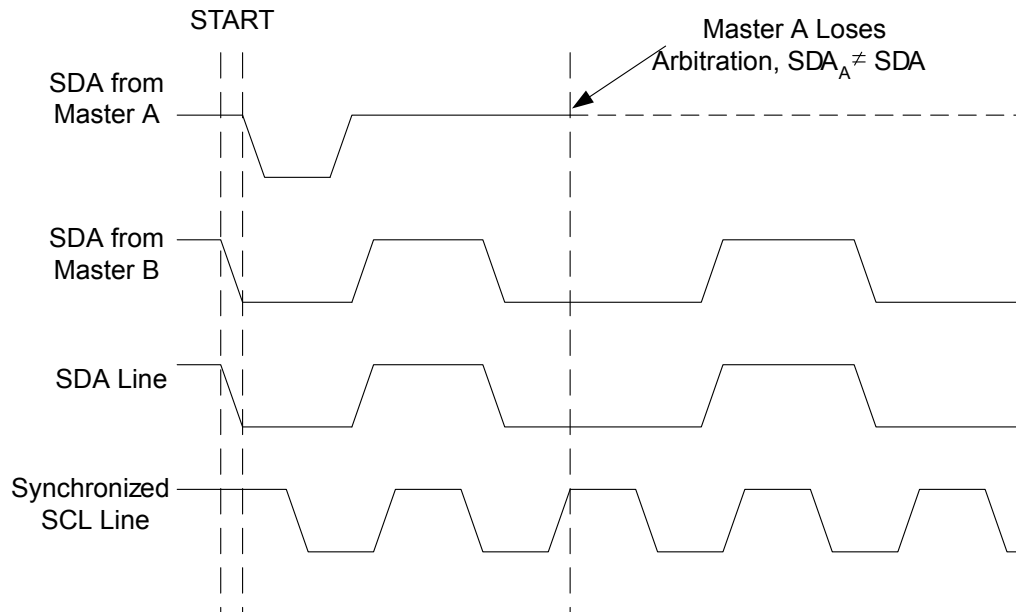 START
Master A Loses
Arbitration, SDA_A ≠ SDA
SDA from
Master A
SDA from
Master B
SDA Line
Synchronized
SCL Line